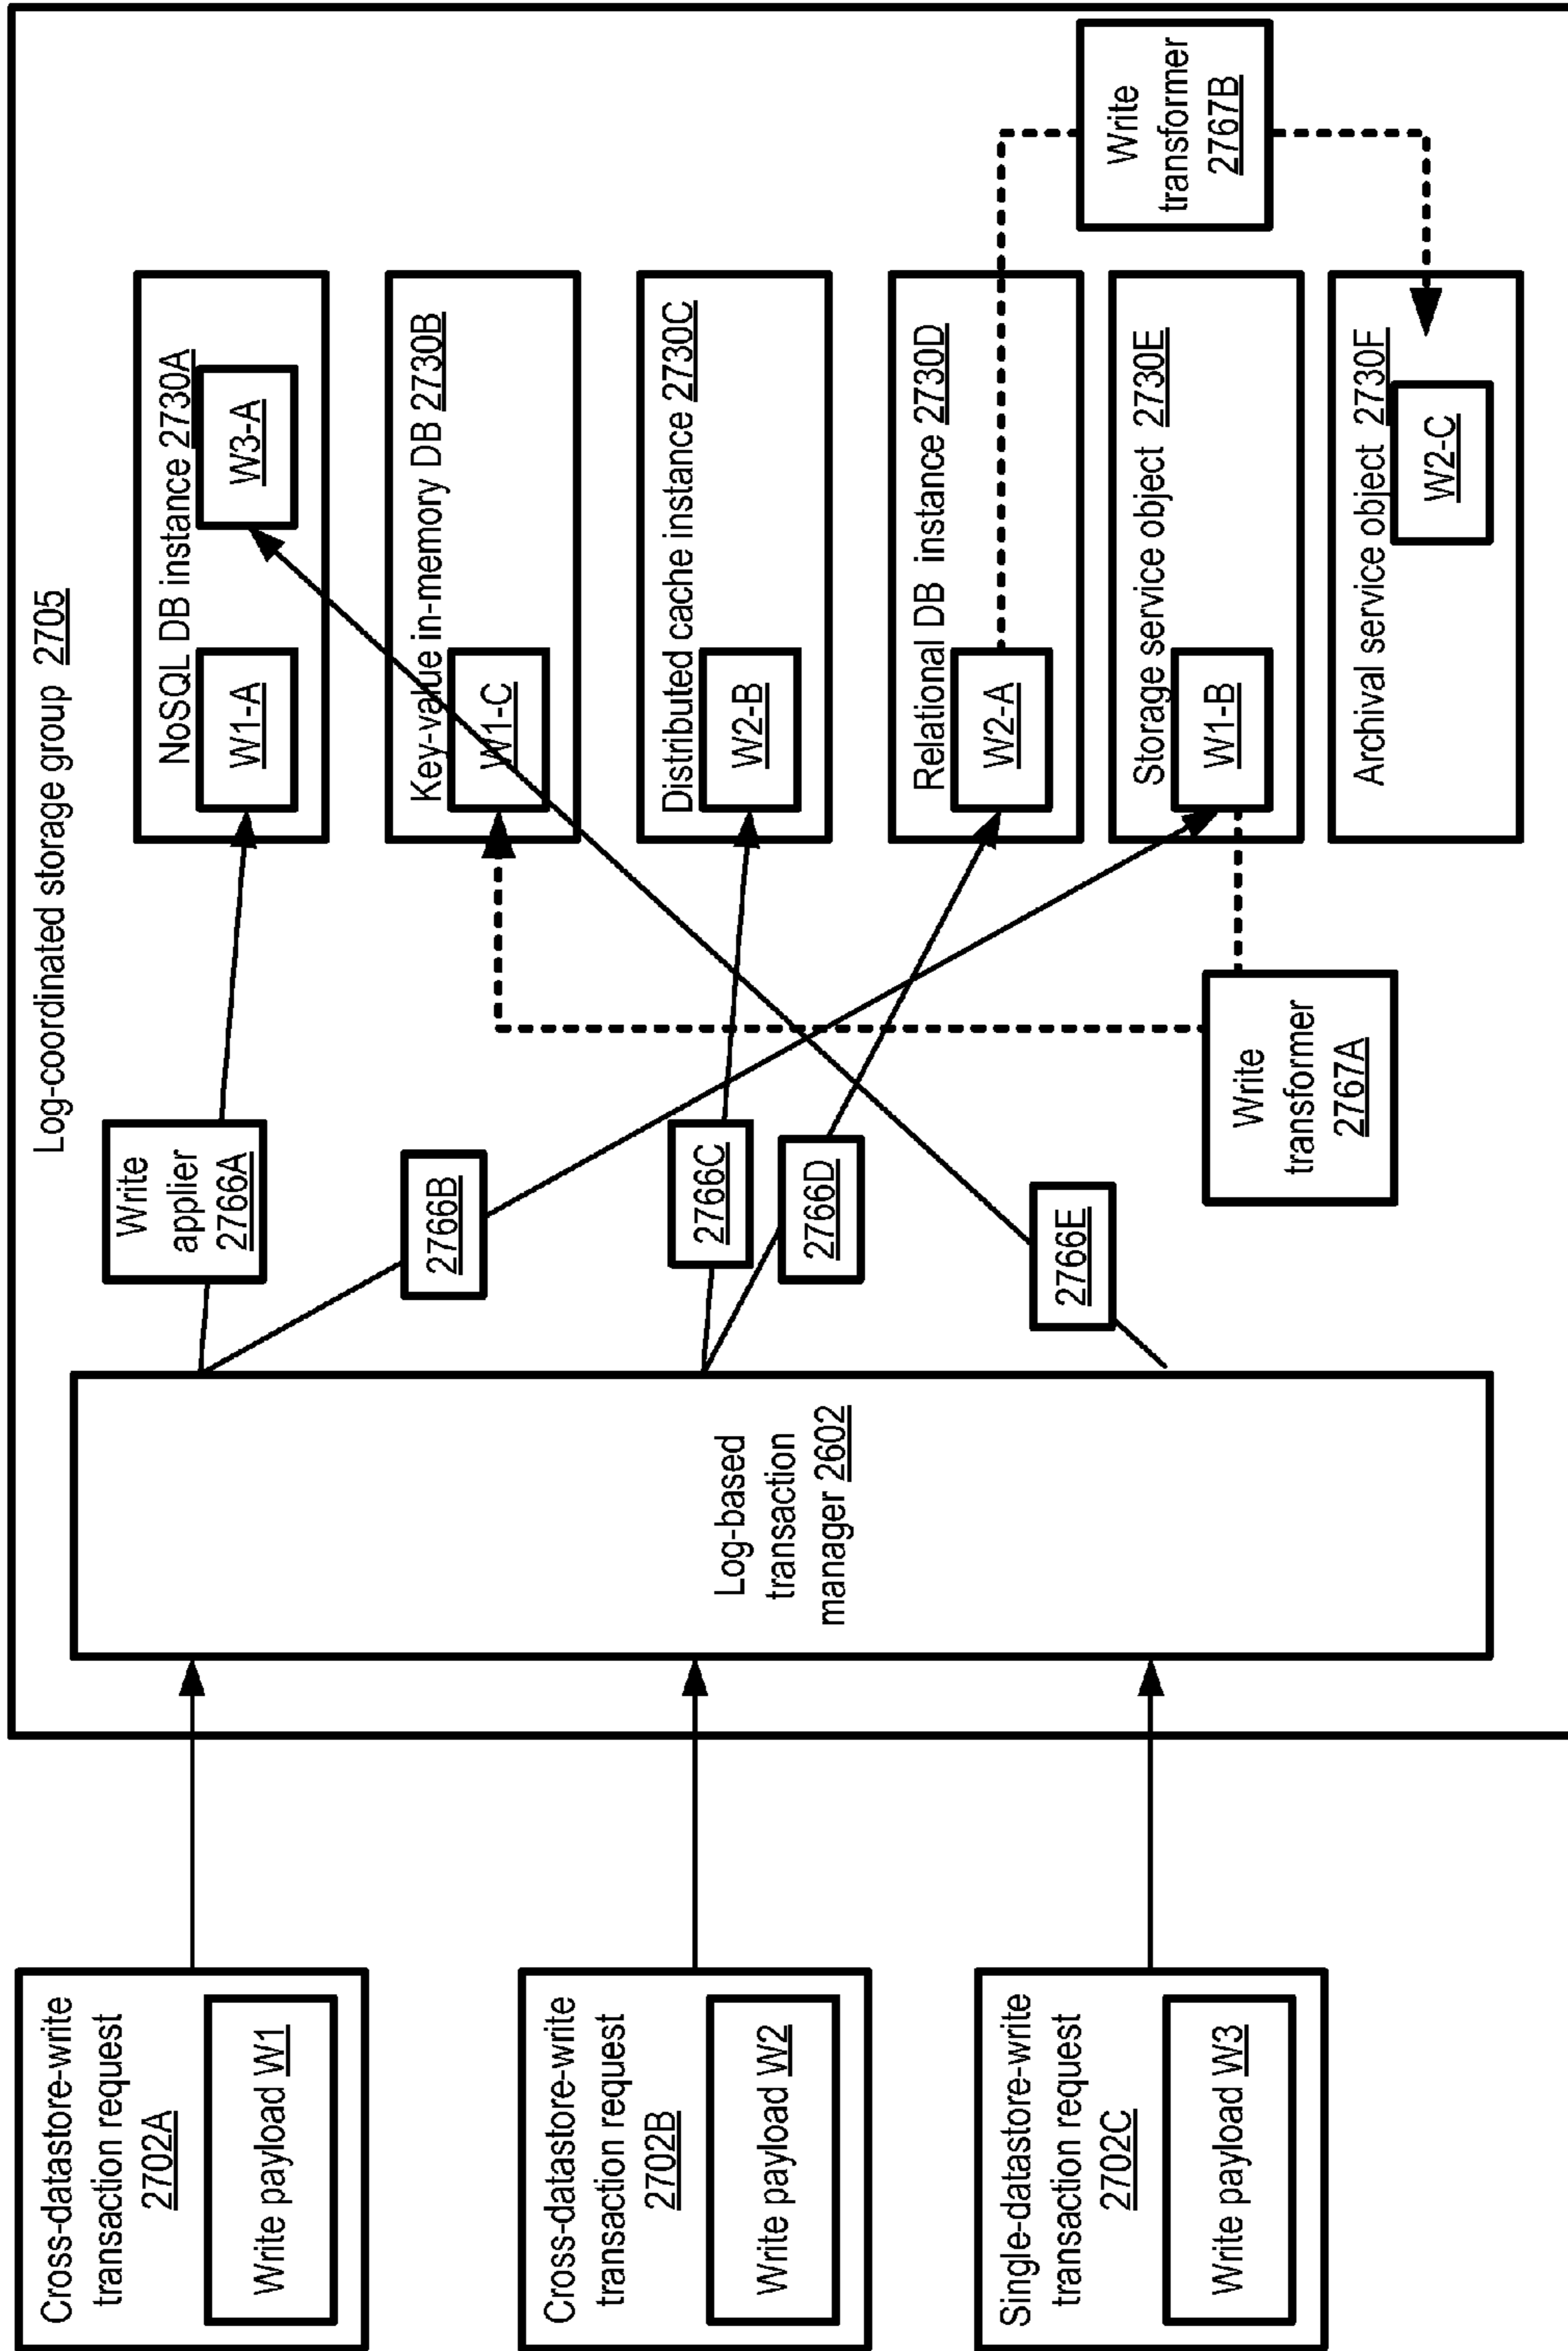 Log-coordinated storage group 2705
Cross-datastore-write
transaction request
2702A
Write payload W1
Cross-datastore-write
transaction request
2702B
Write payload W2
Single-datastore-write
transaction request
2702C
Write payload W3
Log-based
transaction
manager 2602
Write
applier
2766A
2766B
2766C
2766D
2766E
Write
transformer
2767A
NoSQL DB instance 2730A
W1-A
W3-A
Key-value in-memory DB 2730B
W1-C
Distributed cache instance 2730C
W2-B
Relational DB instance 2730D
W2-A
Storage service object 2730E
W1-B
Archival service object 2730F
W2-C
Write
transformer
2767B